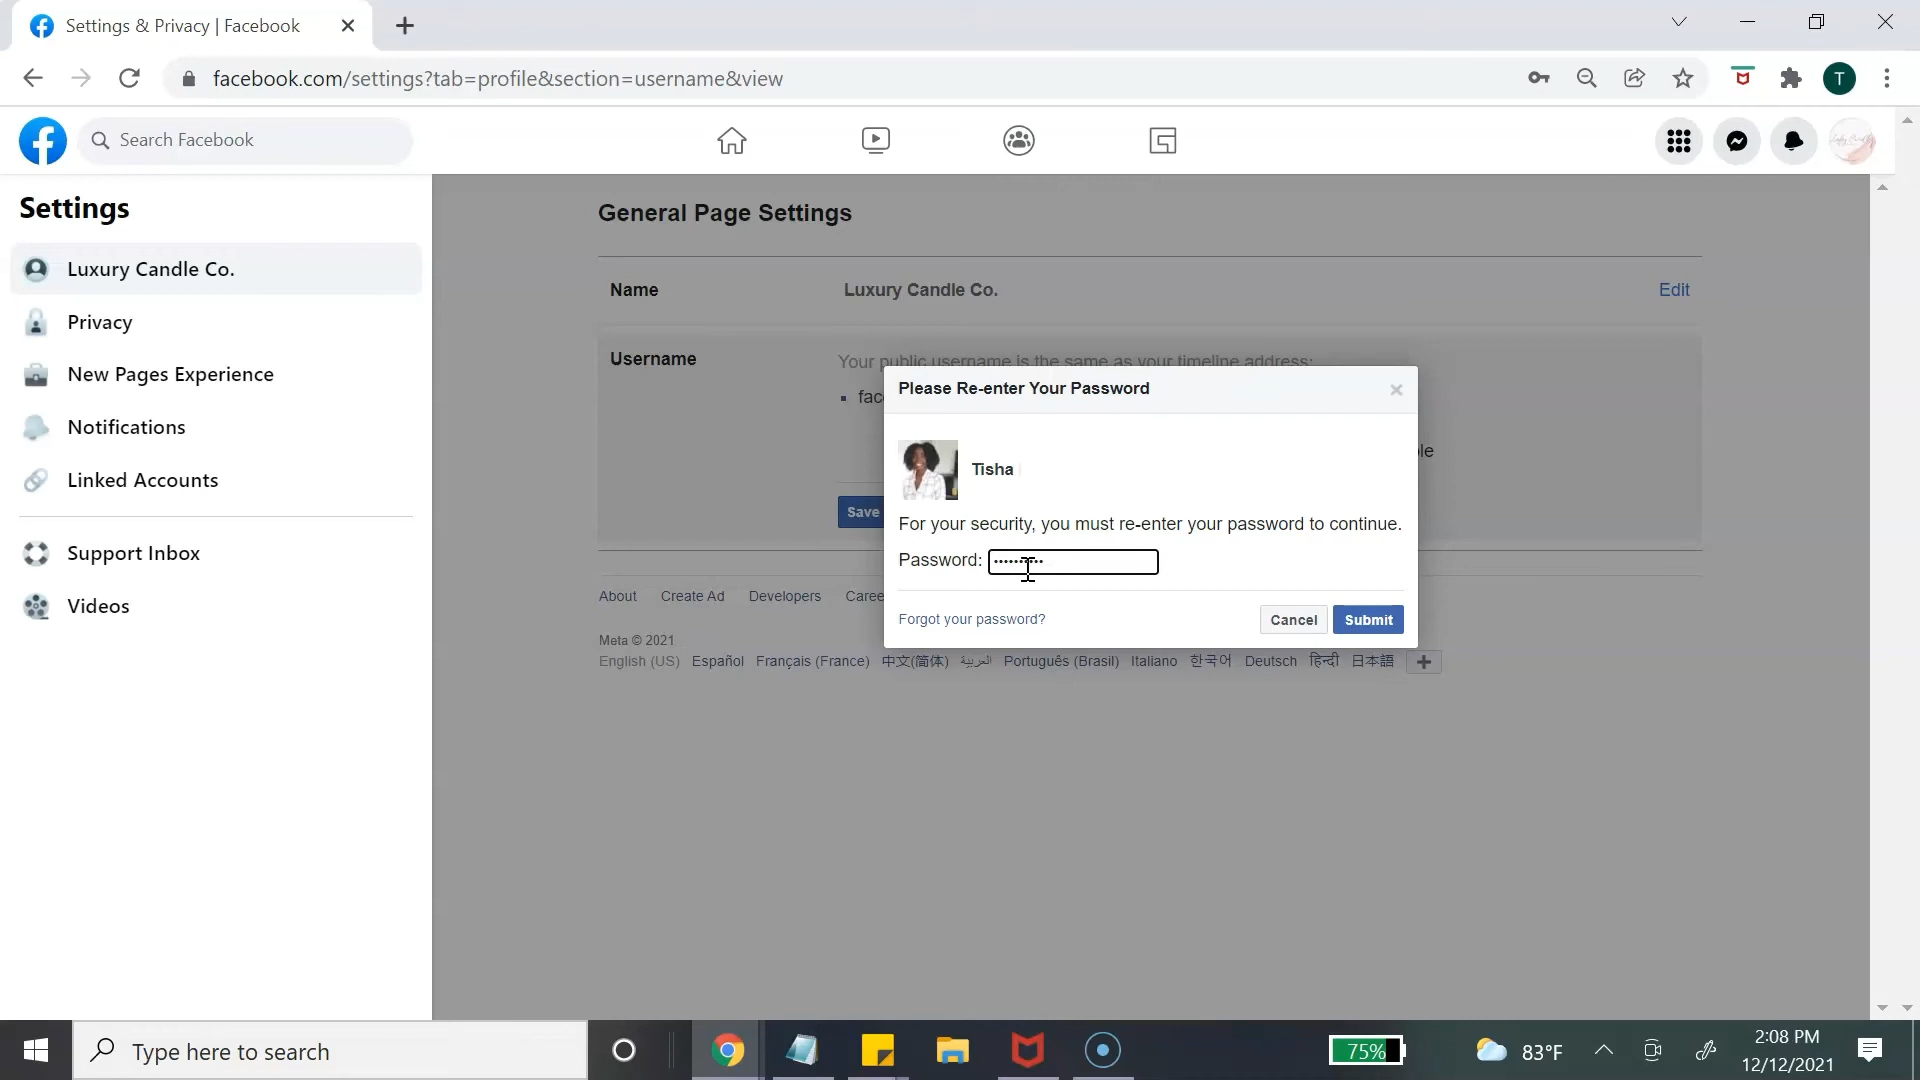 Settings & Privacy | Facebook
facebook.com/settings?tab=profile&section=username&view
T
Search Facebook
Settings
Luxury Candle Co.
Privacy
New Pages Experience
Notifications
Linked Accounts
Support Inbox
Videos
General Page Settings
Name Luxury Candle Co. Edit
Username Your public username is the same as your timeline address:
Please Re-enter Your Password
Tisha
For your security, you must re-enter your password to continue.
Password: ••••••••••
Forgot your password? Cancel Submit
Save
About Create Ad Developers
Meta © 2021
English (US) Español Français (France) 中文(简体) العربية Português (Brasil) Italiano 한국어 Deutsch हिन्दी 日本語
Type here to search
75%
83°F
2:08 PM
12/12/2021